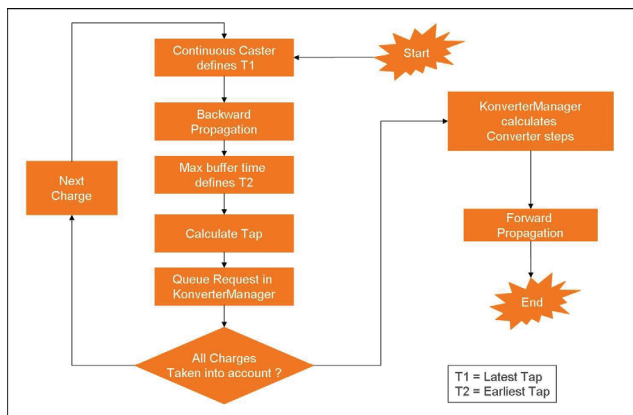 Start
Continuous Caster
defines T1
Backward
Propagation
Max buffer time
defines T2
Calculate Tap
Queue Request in
KonverterManager
All Charges
Taken into account ?
Next
Charge
KonverterManager
calculates
Converter steps
Forward
Propagation
End
T1 = Latest Tap
T2 = Earliest Tap